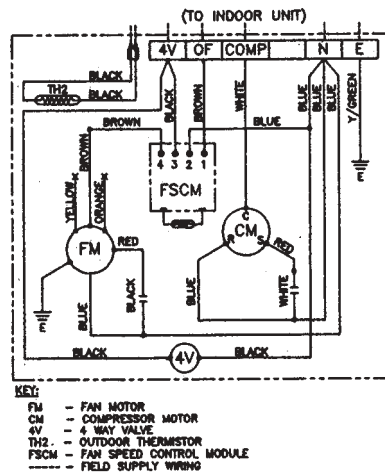 (TO INDOOR UNIT)
4V OF COMP N E
BLACK
TH2
BLACK
BLACK
BROWN
WHITE
BLUE
BLUE
BLUE
Y/GREEN
BROWN
BLUE
BROWN
4 3 2 1
FSCM
YELLOW
ORANGE
C
CM
R S
RED
FM
RED
BLACK
BLUE
BLUE
WHITE
E
E
BLACK
4V
BLACK
KEY:
FM – FAN MOTOR
CM – COMPRESSOR MOTOR
4V – 4 WAY VALVE
TH2 – OUTDOOR THERMISTOR
FSCM – FAN SPEED CONTROL MODULE
------ – FIELD SUPPLY WIRING